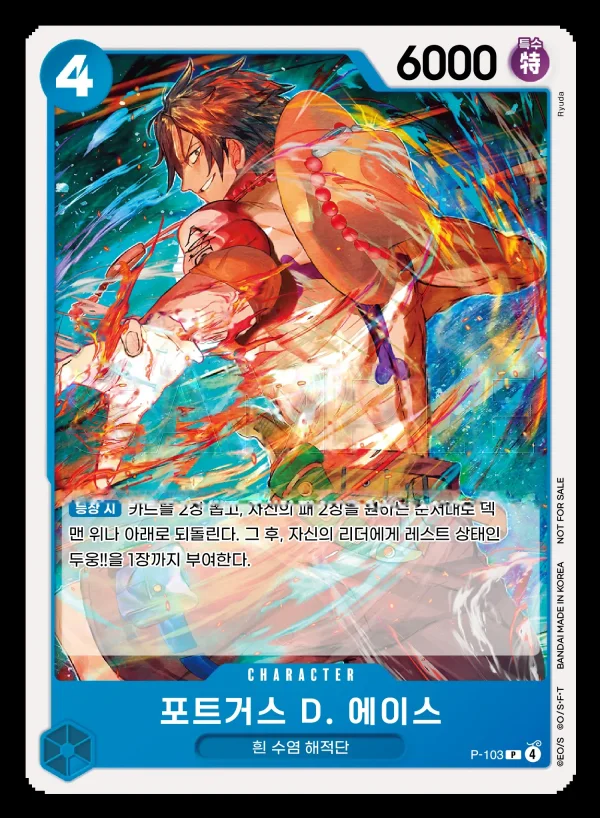 4
6000
특수
特
Ryuda
SAMPLE
등장 시 카드를 2장 뽑고, 자신의 패 2장을 원하는 순서대로 덱
맨 위나 아래로 되돌린다. 그 후, 자신의 리더에게 레스트 상태인
두웅!!을 1장까지 부여한다.
CHARACTER
포트거스 D. 에이스
흰 수염 해적단
P-103 P 4
©EO/S ©O/S·F·T BANDAI MADE IN KOREA NOT FOR SALE